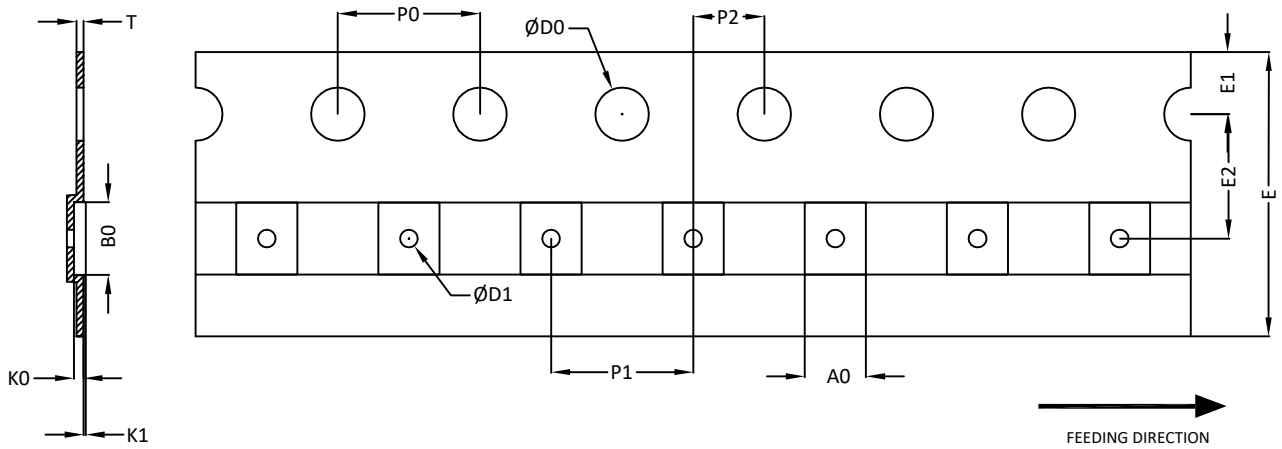 T
P0
ØD0
P2
E1
E2
E
B0
ØD1
K0
P1
A0
K1
FEEDING DIRECTION